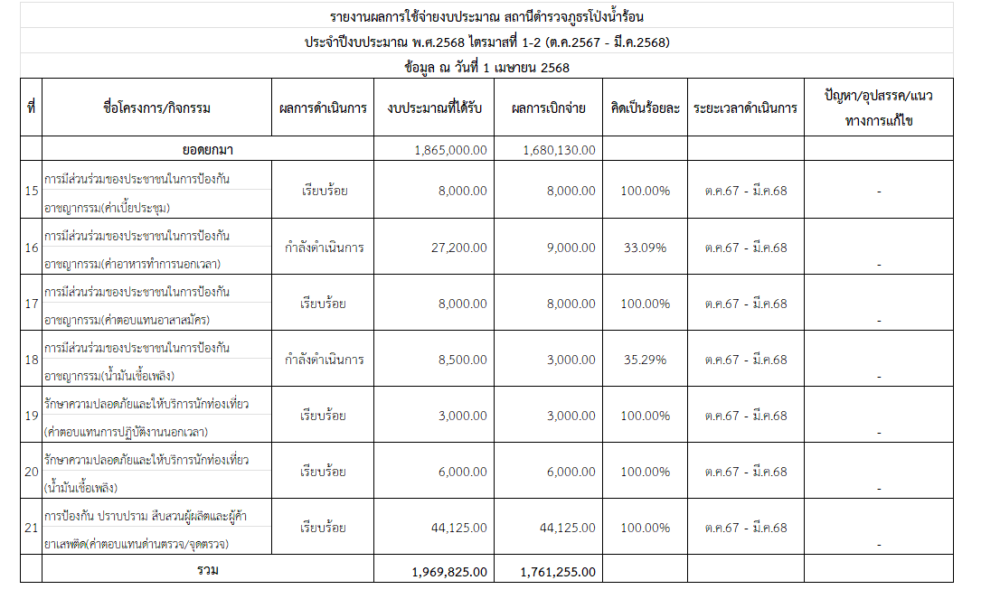 รายงานผลการใช้จ่ายงบประมาณ สถานีตำรวจภูธรโป่งน้ำร้อน
ประจำปีงบประมาณ พ.ศ.2568 ไตรมาสที่ 1-2 (ต.ค.2567 - มี.ค.2568)
ข้อมูล ณ วันที่ 1 เมษายน 2568
ที่ ชื่อโครงการ/กิจกรรม ผลการดำเนินการ งบประมาณที่ได้รับ ผลการเบิกจ่าย คิดเป็นร้อยละ ระยะเวลาดำเนินการ ปัญหา/อุปสรรค/แนว
ทางการแก้ไข
ยอดยกมา 1,865,000.00 1,680,130.00
การมีส่วนร่วมของประชาชนในการป้องกัน
15 เรียบร้อย 8,000.00 8,000.00 100.00% ต.ค.67 - มี.ค.68 -
อาชญากรรม(ค่าเบี้ยประชุม)
การมีส่วนร่วมของประชาชนในการป้องกัน
16 กำลังดำเนินการ 27,200.00 9,000.00 33.09% ต.ค.67 - มี.ค.68
อาชญากรรม(ค่าอาหารทำการนอกเวลา) -
การมีส่วนร่วมของประชาชนในการป้องกัน
17 เรียบร้อย 8,000.00 8,000.00 100.00% ต.ค.67 - มี.ค.68
อาชญากรรม(ค่าตอบแทนอาสาสมัคร) -
การมีส่วนร่วมของประชาชนในการป้องกัน
18 กำลังดำเนินการ 8,500.00 3,000.00 35.29% ต.ค.67 - มี.ค.68
อาชญากรรม(น้ำมันเชื้อเพลิง) -
รักษาความปลอดภัยและให้บริการนักท่องเที่ยว
19 เรียบร้อย 3,000.00 3,000.00 100.00% ต.ค.67 - มี.ค.68
(ค่าตอบแทนการปฏิบัติงานนอกเวลา) -
รักษาความปลอดภัยและให้บริการนักท่องเที่ยว
20 เรียบร้อย 6,000.00 6,000.00 100.00% ต.ค.67 - มี.ค.68
(น้ำมันเชื้อเพลิง) -
การป้องกัน ปราบปราม สืบสวนผู้ผลิตและผู้ค้า
21 เรียบร้อย 44,125.00 44,125.00 100.00% ต.ค.67 - มี.ค.68
ยาเสพติด(ค่าตอบแทนด่านตรวจ/จุดตรวจ) -
รวม 1,969,825.00 1,761,255.00